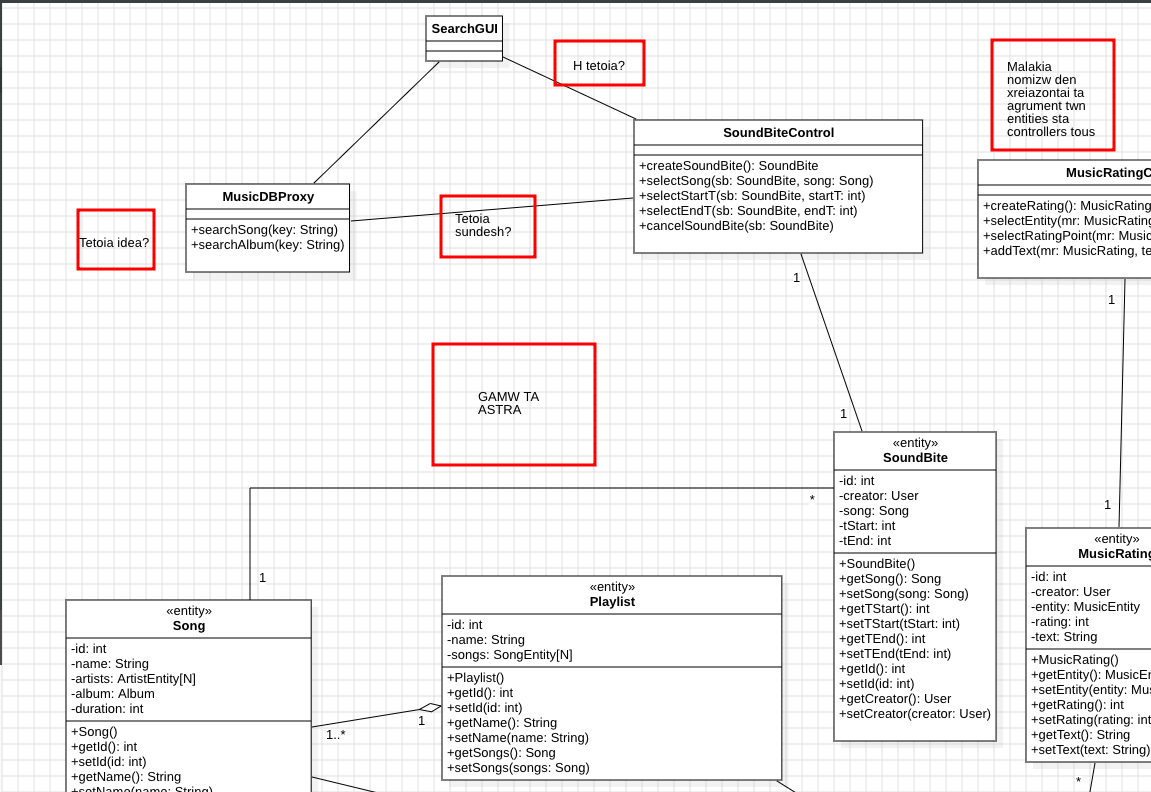 SearchGUI
H tetoia?
Malakia
nomizw den
xreiazontai ta
agrument twn
entities sta
controllers tous
SoundBiteControl
+createSoundBite(): SoundBite
+selectSong(sb: SoundBite, song: Song)
+selectStartT(sb: SoundBite, startT: int)
+selectEndT(sb: SoundBite, endT: int)
+cancelSoundBite(sb: SoundBite)
MusicRatingC
+createRating(): MusicRating
+selectEntity(mr: MusicRating
+selectRatingPoint(mr: Music
+addText(mr: MusicRating, te
MusicDBProxy
+searchSong(key: String)
+searchAlbum(key: String)
Tetoia idea?
Tetoia
sundesh?
1
1
GAMW TA
ASTRA
1
1
«entity»
SoundBite
-id: int
-creator: User
-song: Song
-tStart: int
-tEnd: int
+SoundBite()
+getSong(): Song
+setSong(song: Song)
+getTStart(): int
+setTStart(tStart: int)
+getTEnd(): int
+setTEnd(tEnd: int)
+getId(): int
+setId(id: int)
+getCreator(): User
+setCreator(creator: User)
*
1
«entity»
MusicRating
-id: int
-creator: User
-entity: MusicEntity
-rating: int
-text: String
+MusicRating()
+getEntity(): MusicEn
+setEntity(entity: Mus
+getRating(): int
+setRating(rating: int
+getText(): String
+setText(text: String)
*
«entity»
Song
-id: int
-name: String
-artists: ArtistEntity[N]
-album: Album
-duration: int
+Song()
+getId(): int
+setId(id: int)
+getName(): String
+setName(name: String)
1..*
1
«entity»
Playlist
-id: int
-name: String
-songs: SongEntity[N]
+Playlist()
+getId(): int
+setId(id: int)
+getName(): String
+setName(name: String)
+getSongs(): Song
+setSongs(songs: Song)